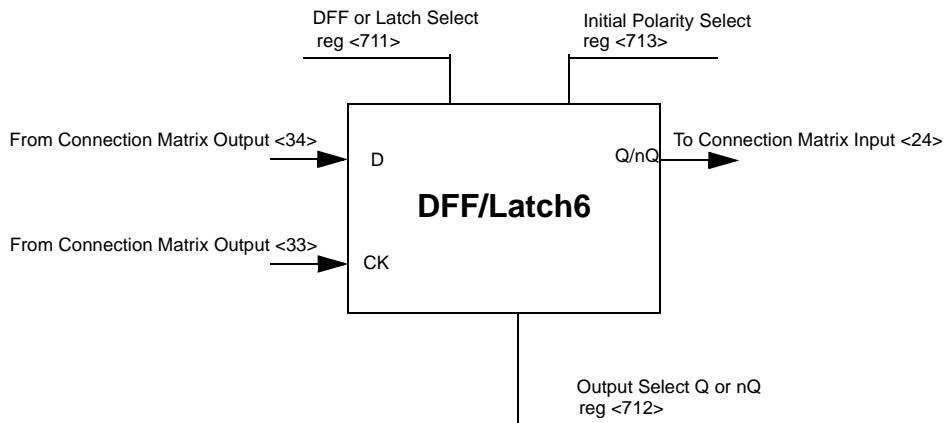 DFF or Latch Select
reg <711>
Initial Polarity Select
reg <713>
From Connection Matrix Output <34>
D
Q/nQ
To Connection Matrix Input <24>
DFF/Latch6
From Connection Matrix Output <33>
CK
Output Select Q or nQ
reg <712>